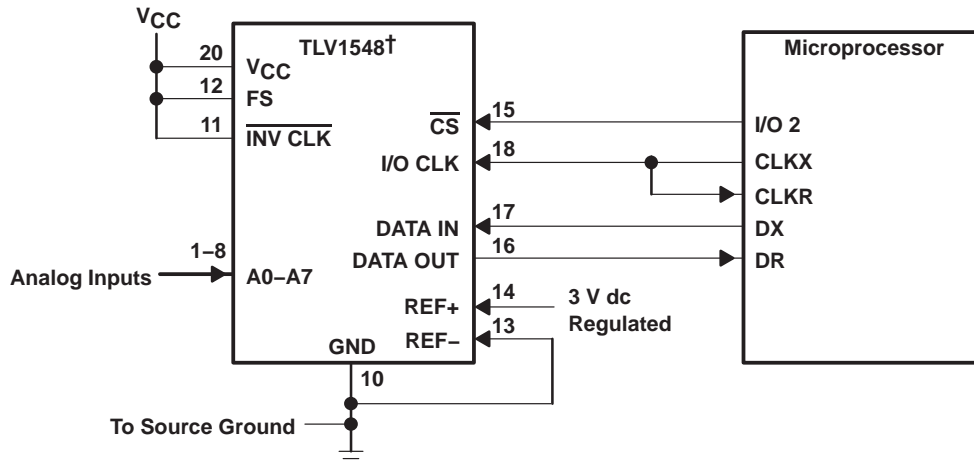 VCC
TLV1548†
Microprocessor
20
VCC
12
FS
11
INV CLK
CS
15
I/O 2
I/O CLK
18
CLKX
CLKR
DATA IN
17
DX
DATA OUT
16
DR
1–8
Analog Inputs
A0–A7
REF+
14
3 V dc
Regulated
REF–
13
GND
10
To Source Ground